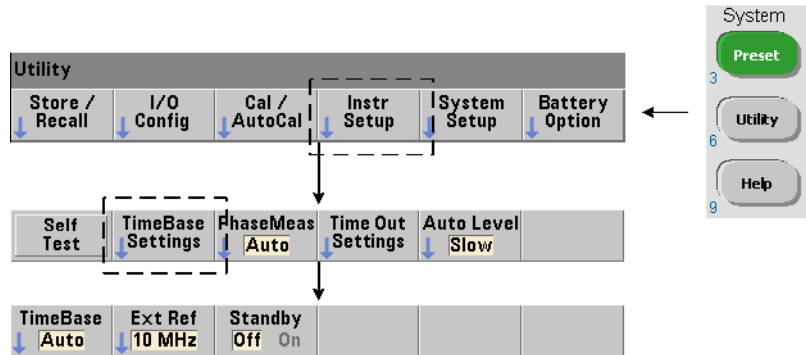 System
Preset
3
Utility
6
Help
9
Utility
Store / Recall
I/O Config
Cal / AutoCal
Instr Setup
System Setup
Battery Option
Self Test
TimeBase Settings
PhaseMeas Auto
Time Out Settings
Auto Level Slow
TimeBase Auto
Ext Ref 10 MHz
Standby Off On